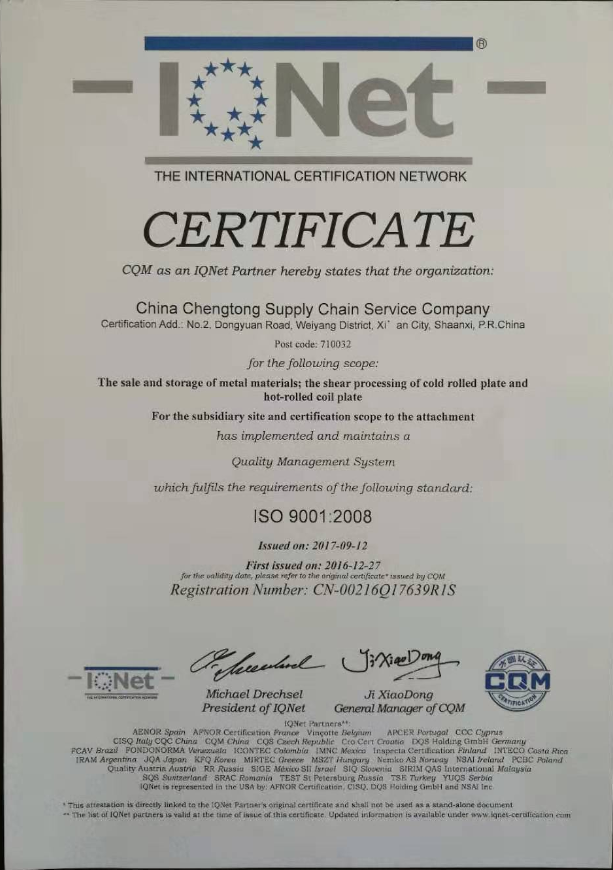 IQNet ®
THE INTERNATIONAL CERTIFICATION NETWORK
CERTIFICATE
CQM as an IQNet Partner hereby states that the organization:
China Chengtong Supply Chain Service Company
Certification Add.: No.2, Dongyuan Road, Weiyang District, Xi' an City, Shaanxi, P.R.China
Post code: 710032
for the following scope:
The sale and storage of metal materials; the shear processing of cold rolled plate and
hot-rolled coil plate
For the subsidiary site and certification scope to the attachment
has implemented and maintains a
Quality Management System
which fulfils the requirements of the following standard:
ISO 9001:2008
Issued on: 2017-09-12
First issued on: 2016-12-27
for the validity date, please refer to the original certificate* issued by CQM
Registration Number: CN-00216Q17639R1S
IQNet
THE INTERNATIONAL CERTIFICATION NETWORK
Ji XiaoDong
方圆认证
CQM
CERTIFICATION
Michael Drechsel
President of IQNet
Ji XiaoDong
General Manager of CQM
IQNet Partners**:
AENOR Spain AFNOR Certification France Vinçotte Belgium APCER Portugal CCC Cyprus
CISQ Italy CQC China CQM China CQS Czech Republic Cro Cert Croatia DQS Holding GmbH Germany
FCAV Brazil FONDONORMA Venezuela ICONTEC Colombia IMNC Mexico Inspecta Certification Finland INTECO Costa Rica
IRAM Argentina JQA Japan KFQ Korea MIRTEC Greece MSZT Hungary Nemko AS Norway NSAI Ireland PCBC Poland
Quality Austria Austria RR Russia SIGE México SII Israel SIQ Slovenia SIRIM QAS International Malaysia
SQS Switzerland SRAC Romania TEST St Petersburg Russia TSE Turkey YUQS Serbia
IQNet is represented in the USA by: AFNOR Certification, CISQ, DQS Holding GmbH and NSAI Inc.
* This attestation is directly linked to the IQNet Partner's original certificate and shall not be used as a stand-alone document
** The list of IQNet partners is valid at the time of issue of this certificate. Updated information is available under www.iqnet-certification.com